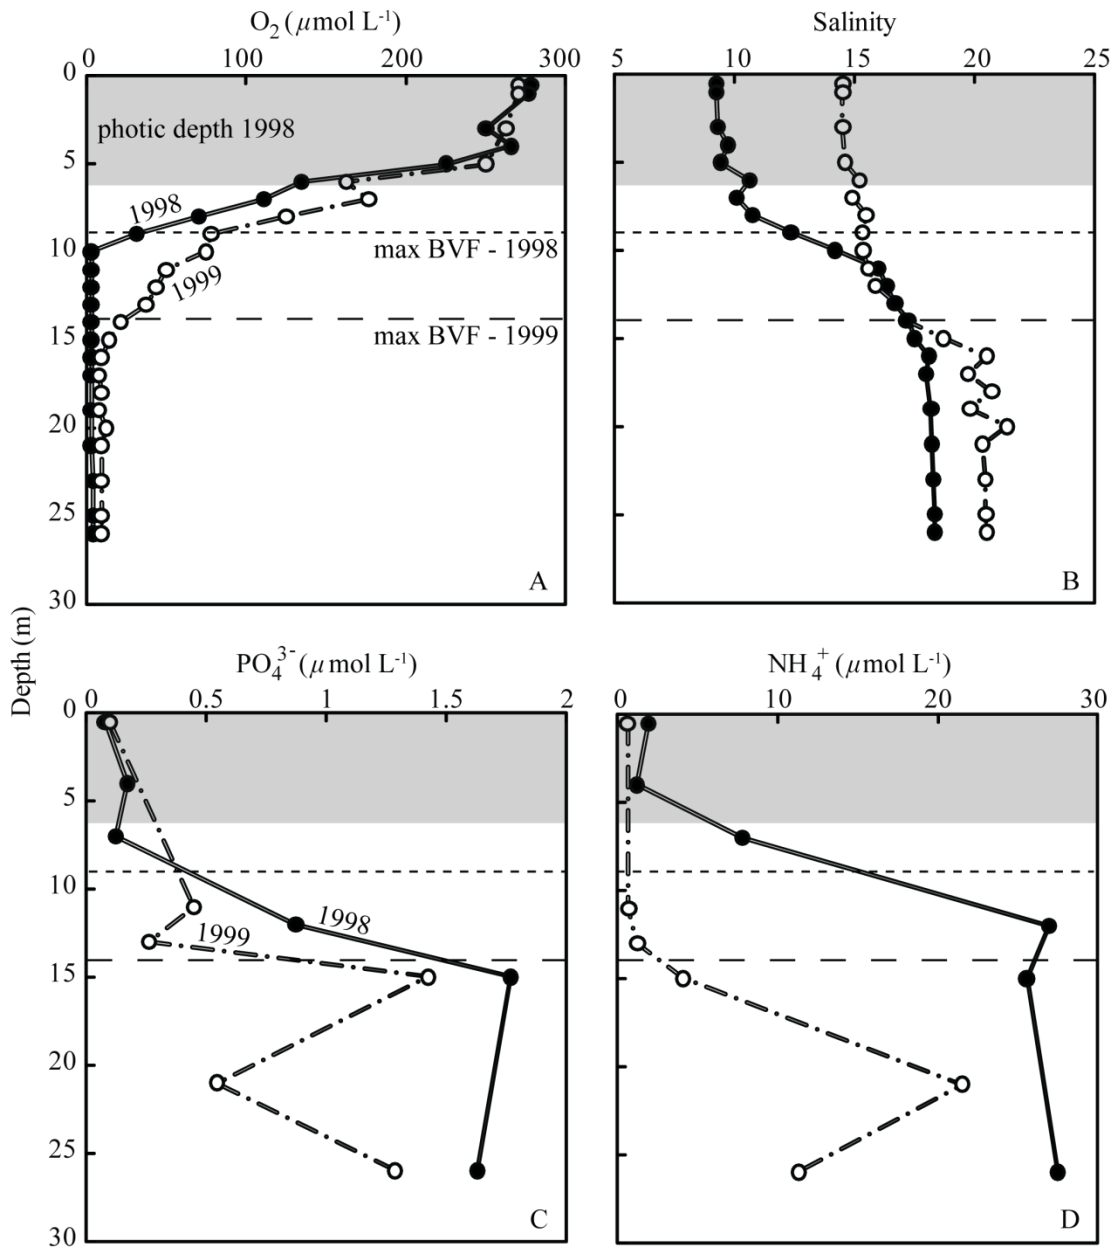 O₂ (μmol L⁻¹)
0 100 200 300
Salinity
5 10 15 20 25
0
5
10
15
20
25
30
photic depth 1998
1998
max BVF - 1998
1999
max BVF - 1999
A
B
Depth (m)
PO₄³⁻ (μmol L⁻¹)
0 0.5 1 1.5 2
NH₄⁺ (μmol L⁻¹)
0 10 20 30
0
5
10
15
20
25
30
1998
1999
C
D